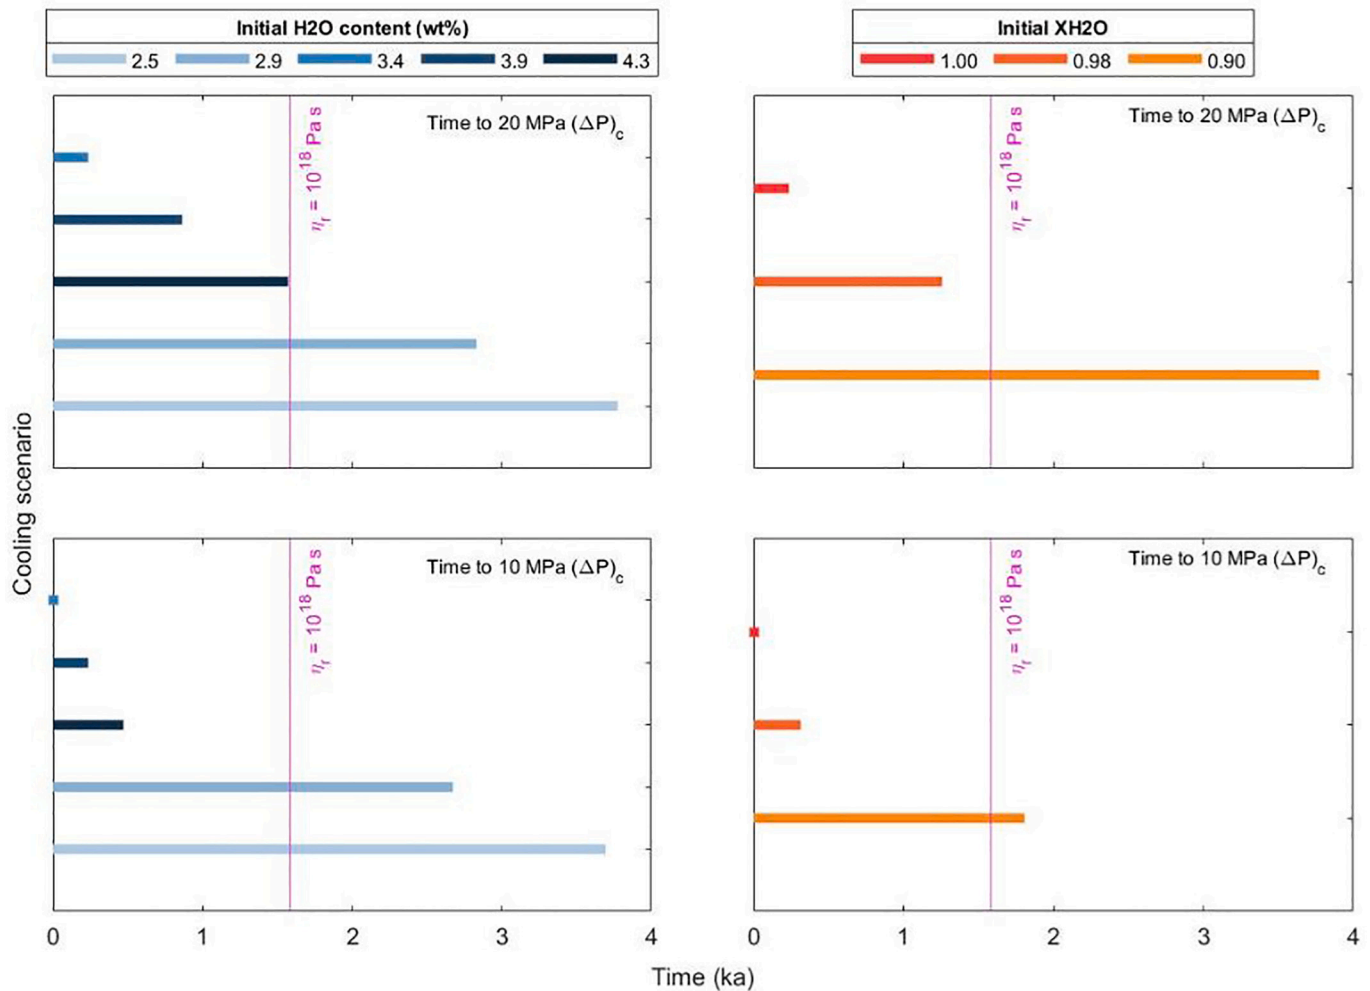 Initial H2O content (wt%)
2.5 2.9 3.4 3.9 4.3
Initial XH2O
1.00 0.98 0.90
Time to 20 MPa (ΔP)c
ηr = 10^18 Pa s
Time to 20 MPa (ΔP)c
ηr = 10^18 Pa s
Cooling scenario
Time to 10 MPa (ΔP)c
ηr = 10^18 Pa s
Time to 10 MPa (ΔP)c
ηr = 10^18 Pa s
0 1 2 3 4
0 1 2 3 4
Time (ka)